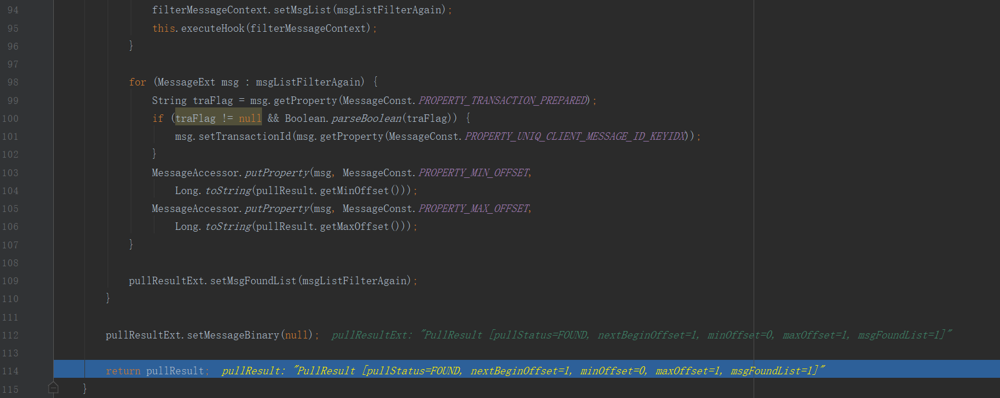 94 filterMessageContext.setMsgList(msgListFilterAgain);
95 this.executeHook(filterMessageContext);
96 }
97
98 for (MessageExt msg : msgListFilterAgain) {
99 String traFlag = msg.getProperty(MessageConst.PROPERTY_TRANSACTION_PREPARED);
100 if (traFlag != null && Boolean.parseBoolean(traFlag)) {
101 msg.setTransactionId(msg.getProperty(MessageConst.PROPERTY_UNIQ_CLIENT_MESSAGE_ID_KEYIDX));
102 }
103 MessageAccessor.putProperty(msg, MessageConst.PROPERTY_MIN_OFFSET,
104 Long.toString(pullResult.getMinOffset()));
105 MessageAccessor.putProperty(msg, MessageConst.PROPERTY_MAX_OFFSET,
106 Long.toString(pullResult.getMaxOffset()));
107 }
108
109 pullResultExt.setMsgFoundList(msgListFilterAgain);
110 }
111
112 pullResultExt.setMessageBinary(null); pullResultExt: "PullResult [pullStatus=FOUND, nextBeginOffset=1, minOffset=0, maxOffset=1, msgFoundList=1]"
113
114 return pullResult; pullResult: "PullResult [pullStatus=FOUND, nextBeginOffset=1, minOffset=0, maxOffset=1, msgFoundList=1]"
115 }